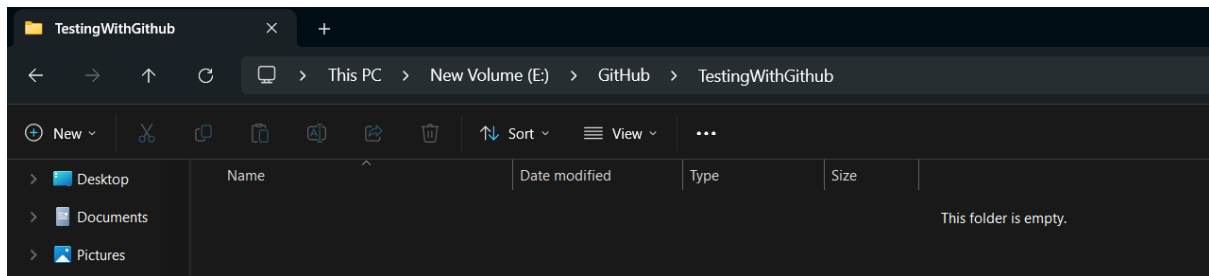 TestingWithGithub
This PC > New Volume (E:) > GitHub > TestingWithGithub
New Sort View
Name Date modified Type Size
Desktop
Documents This folder is empty.
Pictures